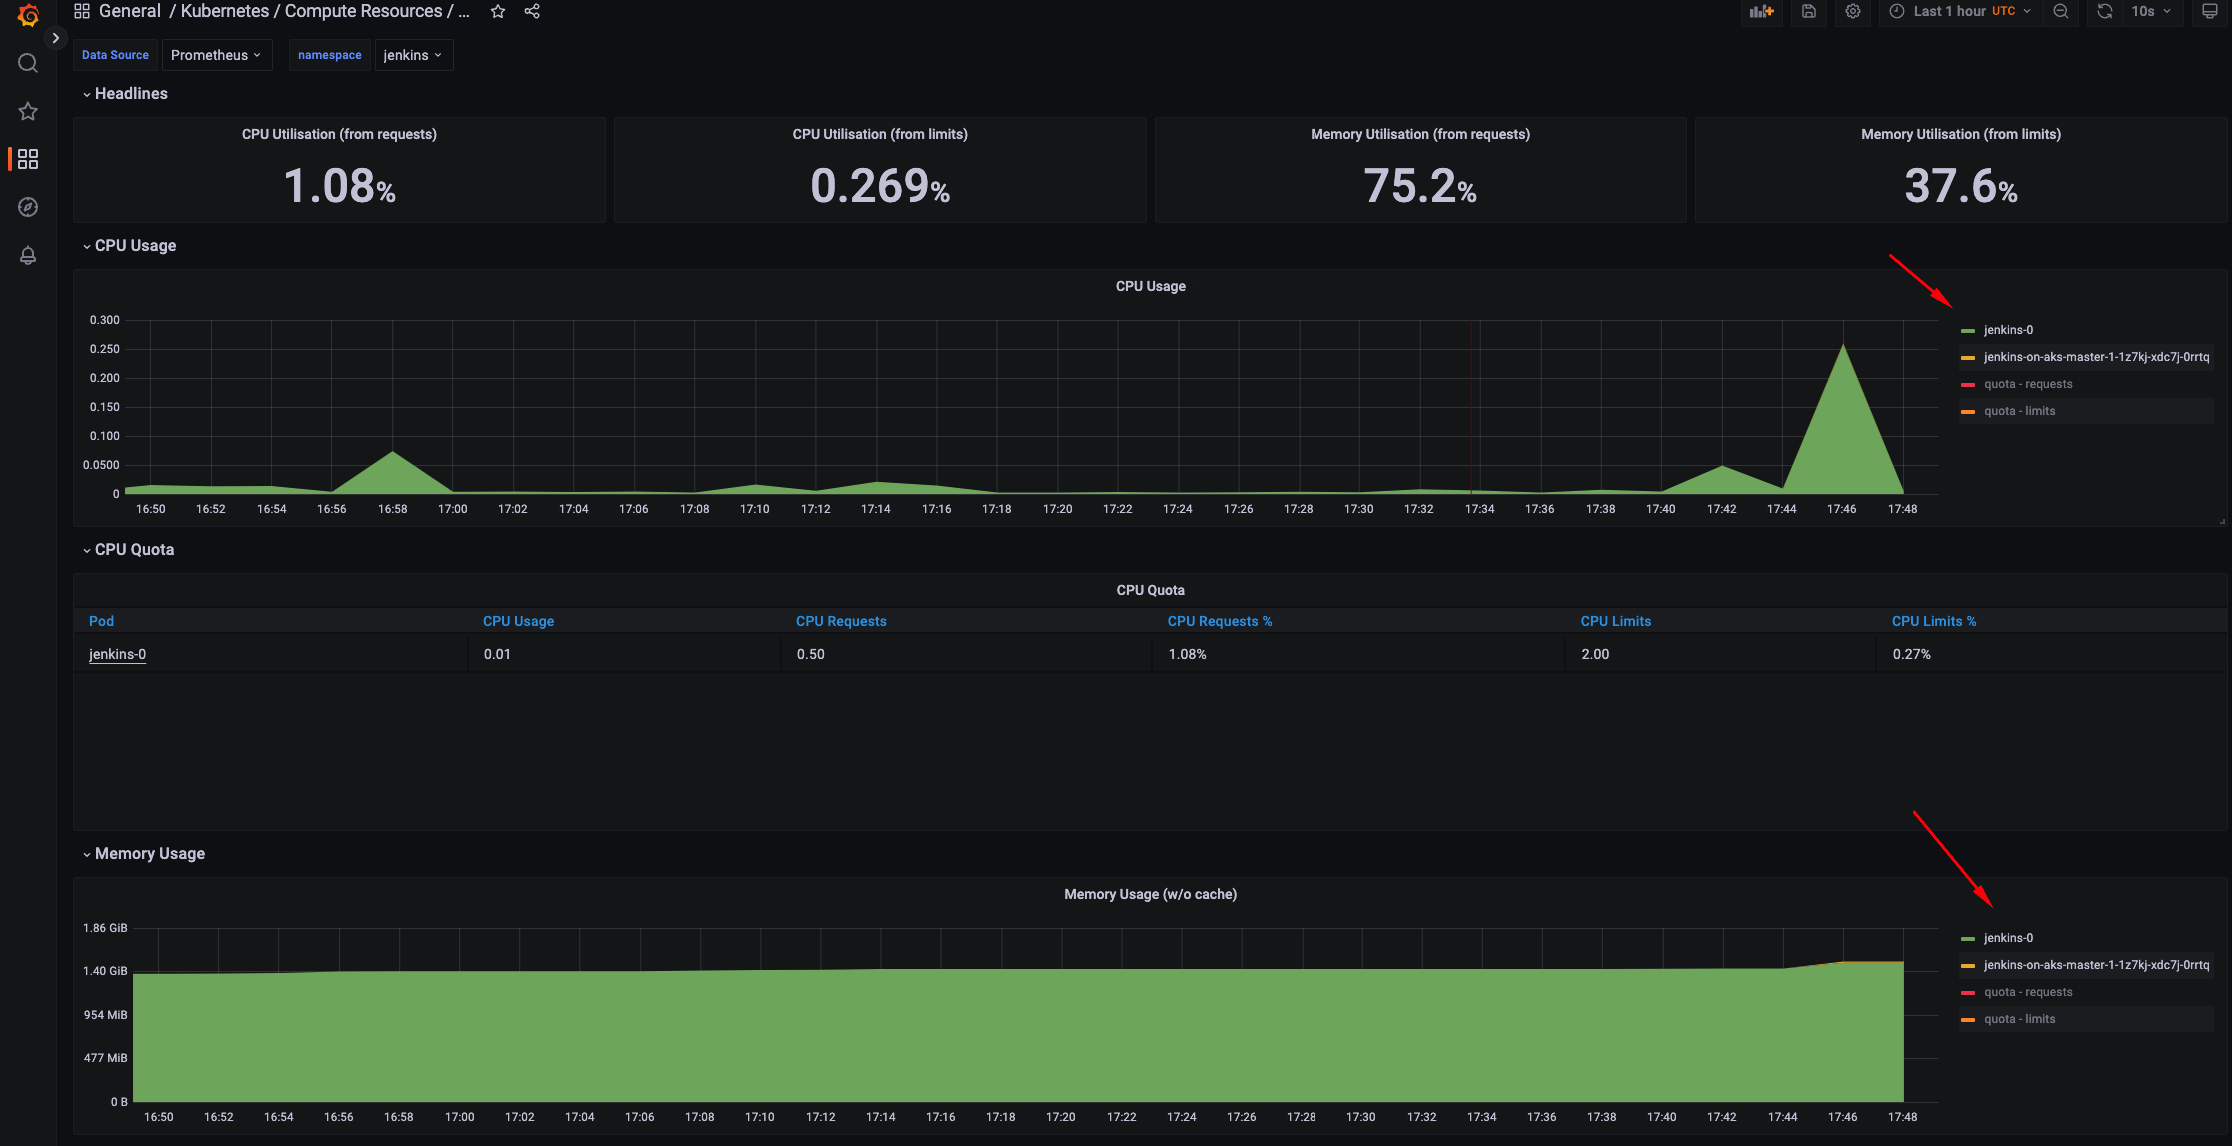 General / Kubernetes / Compute Resources / ...
Last 1 hour UTC
10s
Data Source Prometheus namespace jenkins
Headlines
CPU Utilisation (from requests)
1.08%
CPU Utilisation (from limits)
0.269%
Memory Utilisation (from requests)
75.2%
Memory Utilisation (from limits)
37.6%
CPU Usage
CPU Usage
0.300
0.250
0.200
0.150
0.100
0.0500
0
16:50 16:52 16:54 16:56 16:58 17:00 17:02 17:04 17:06 17:08 17:10 17:12 17:14 17:16 17:18 17:20 17:22 17:24 17:26 17:28 17:30 17:32 17:34 17:36 17:38 17:40 17:42 17:44 17:46 17:48
jenkins-0
jenkins-on-aks-master-1-1z7kj-xdc7j-0rrtq
quota - requests
quota - limits
CPU Quota
CPU Quota
Pod CPU Usage CPU Requests CPU Requests % CPU Limits CPU Limits %
jenkins-0 0.01 0.50 1.08% 2.00 0.27%
Memory Usage
Memory Usage (w/o cache)
1.86 GiB
1.40 GiB
954 MiB
477 MiB
0 B
16:50 16:52 16:54 16:56 16:58 17:00 17:02 17:04 17:06 17:08 17:10 17:12 17:14 17:16 17:18 17:20 17:22 17:24 17:26 17:28 17:30 17:32 17:34 17:36 17:38 17:40 17:42 17:44 17:46 17:48
jenkins-0
jenkins-on-aks-master-1-1z7kj-xdc7j-0rrtq
quota - requests
quota - limits